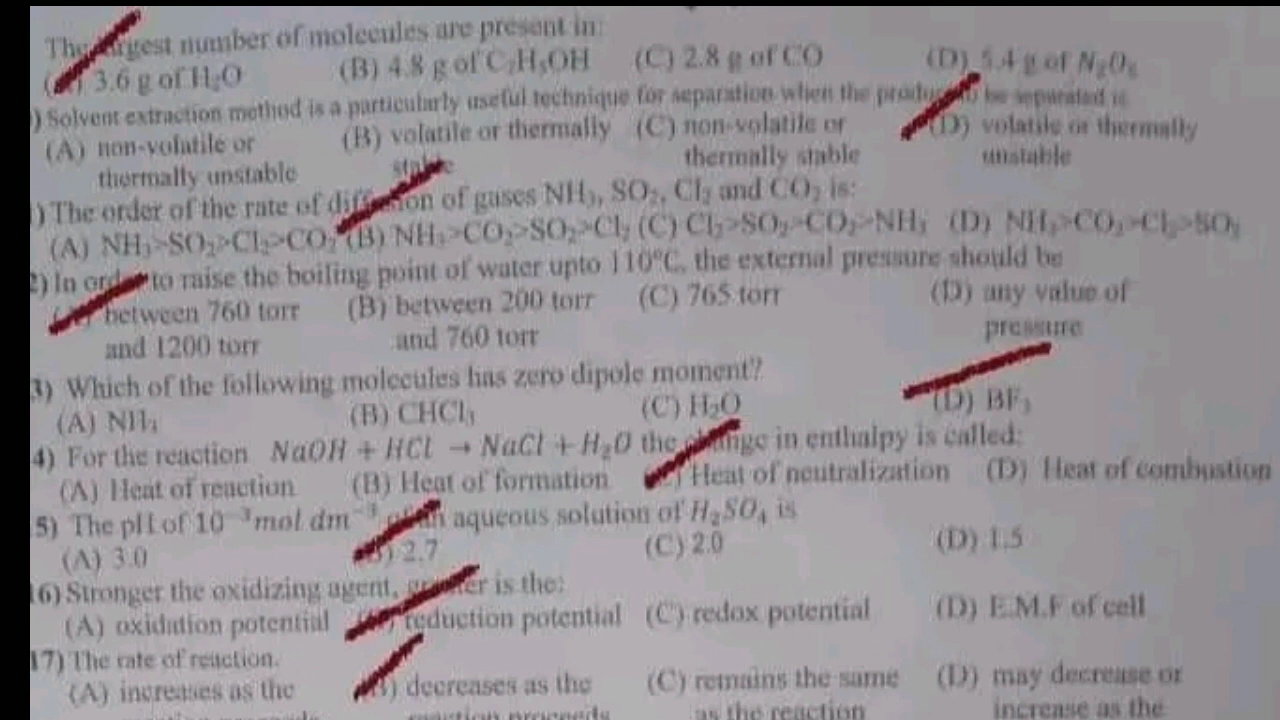 The largest number of molecules are present in:
(A) 3.6 g of H₂O (B) 4.8 g of C₂H₅OH (C) 2.8 g of CO (D) 5.4 g of N₂O₅
) Solvent extraction method is a particularly useful technique for separation when the product to be separated is
(A) non-volatile or (B) volatile or thermally (C) non-volatile or (D) volatile or thermally
thermally unstable stable thermally stable unstable
1) The order of the rate of diffusion of gases NH₃, SO₂, Cl₂ and CO₂ is:
(A) NH₃>SO₂>Cl₂>CO₂ (B) NH₃>CO₂>SO₂>Cl₂ (C) Cl₂>SO₂>CO₂>NH₃ (D) NH₃>CO₂>Cl₂>SO₂
2) In order to raise the boiling point of water upto 110°C, the external pressure should be
(A) between 760 torr (B) between 200 torr (C) 765 torr (D) any value of
and 1200 torr and 760 torr pressure
3) Which of the following molecules has zero dipole moment?
(A) NH₃ (B) CHCl₃ (C) H₂O (D) BF₃
4) For the reaction NaOH + HCl → NaCl + H₂O the change in enthalpy is called:
(A) Heat of reaction (B) Heat of formation (C) Heat of neutralization (D) Heat of combustion
5) The pH of 10⁻³ mol dm⁻³ of an aqueous solution of H₂SO₄ is
(A) 3.0 (B) 2.7 (C) 2.0 (D) 1.5
16) Stronger the oxidizing agent, greater is the:
(A) oxidation potential (B) reduction potential (C) redox potential (D) E.M.F of cell
17) The rate of reaction.
(A) increases as the (B) decreases as the (C) remains the same (D) may decrease or
reaction proceeds reaction proceeds as the reaction increase as the